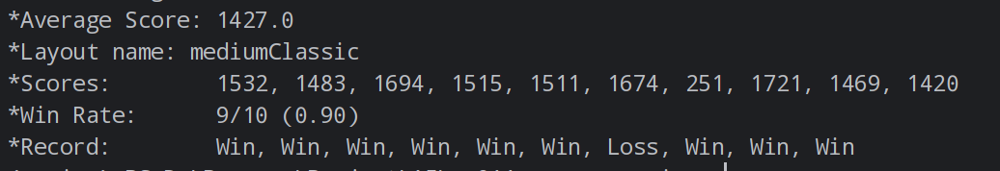 *Average Score: 1427.0
*Layout name: mediumClassic
*Scores: 1532, 1483, 1694, 1515, 1511, 1674, 251, 1721, 1469, 1420
*Win Rate: 9/10 (0.90)
*Record: Win, Win, Win, Win, Win, Win, Loss, Win, Win, Win